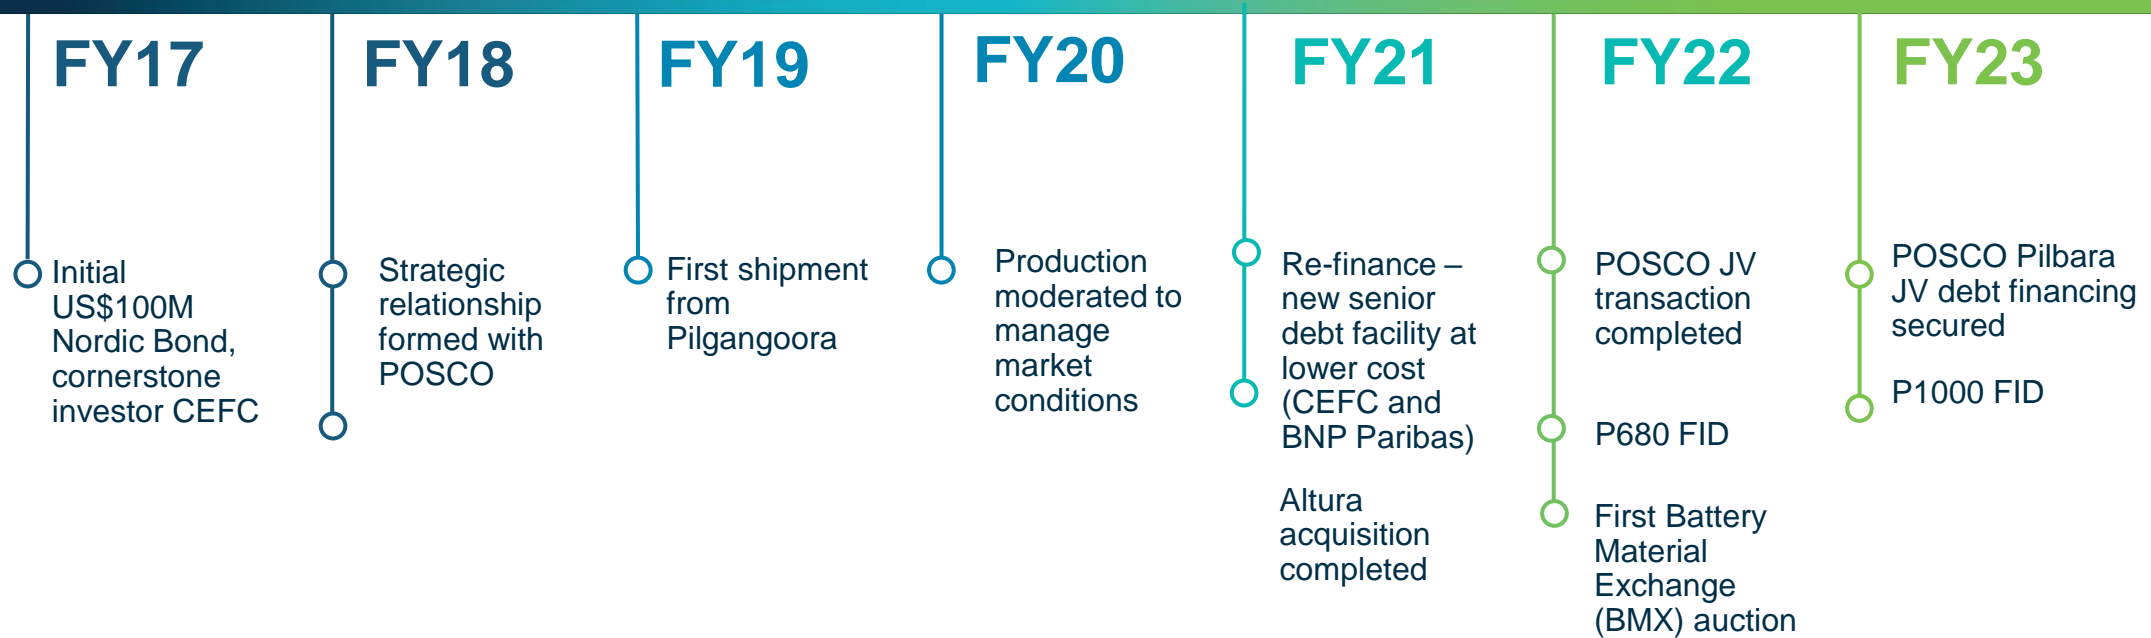 FY17
Initial
US$100M
Nordic Bond,
cornerstone
investor CEFC
FY18
Strategic
relationship
formed with
POSCO
FY19
First shipment
from
Pilgangoora
FY20
Production
moderated to
manage
market
conditions
FY21
Re-finance –
new senior
debt facility at
lower cost
(CEFC and
BNP Paribas)
Altura
acquisition
completed
FY22
POSCO JV
transaction
completed
P680 FID
First Battery
Material
Exchange
(BMX) auction
FY23
POSCO Pilbara
JV debt financing
secured
P1000 FID